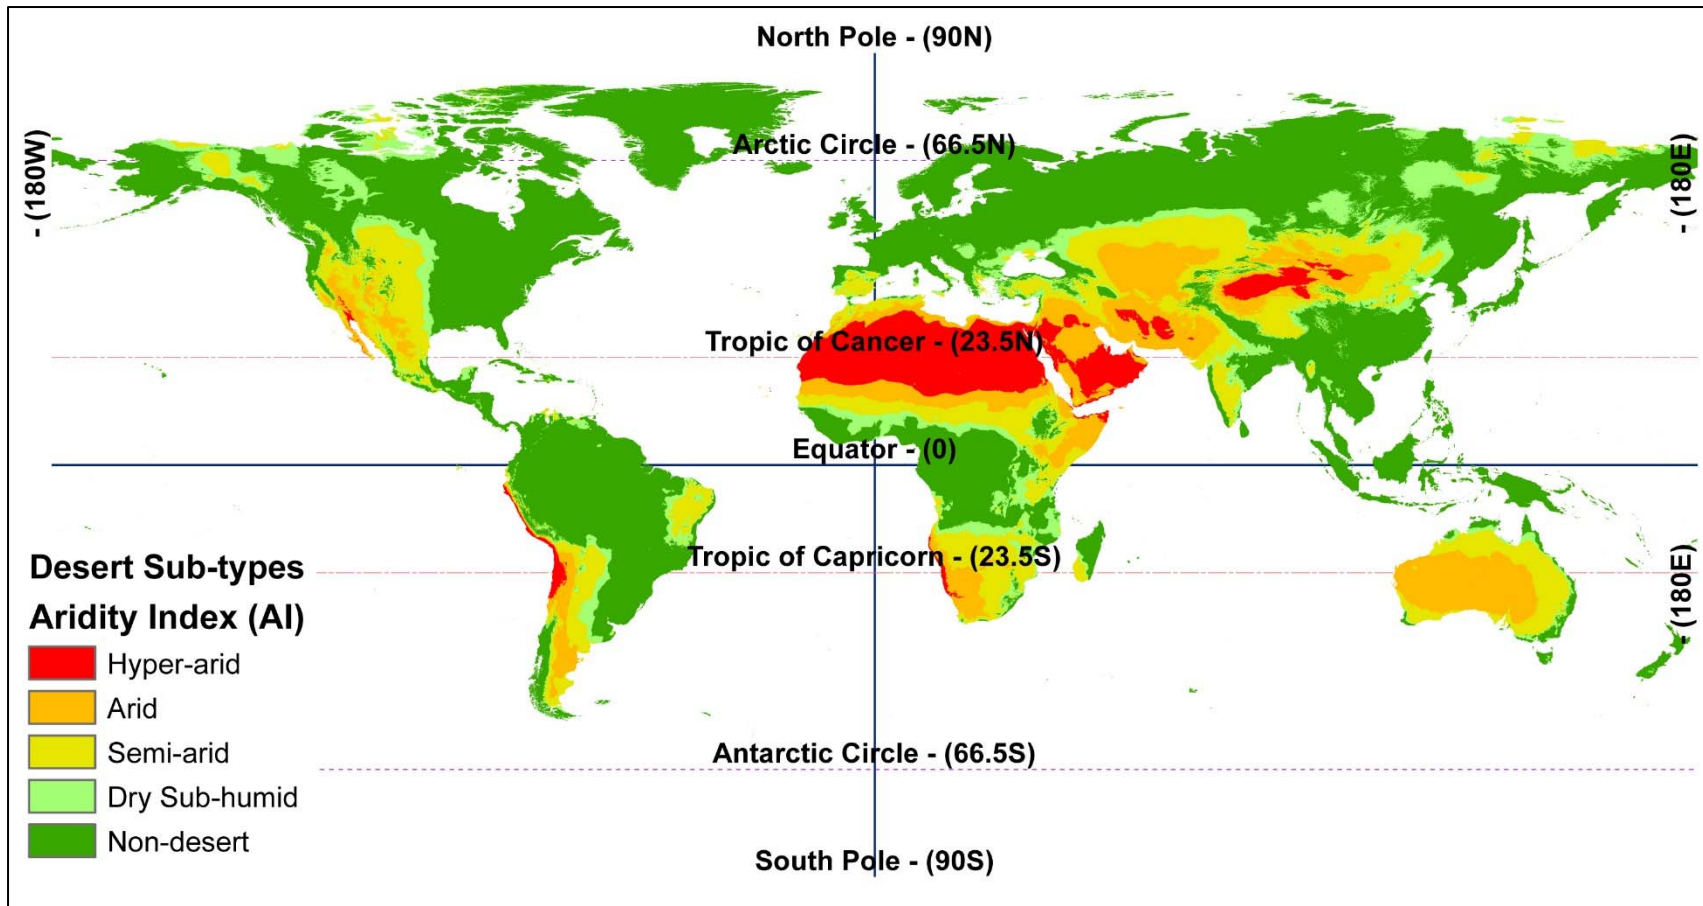 North Pole - (90N)
- (180W)
Arctic Circle - (66.5N)
- (180E)
Tropic of Cancer - (23.5N)
Equator - (0)
Tropic of Capricorn - (23.5S)
- (180E)
Antarctic Circle - (66.5S)
South Pole - (90S)
Desert Sub-types
Aridity Index (AI)
Hyper-arid
Arid
Semi-arid
Dry Sub-humid
Non-desert